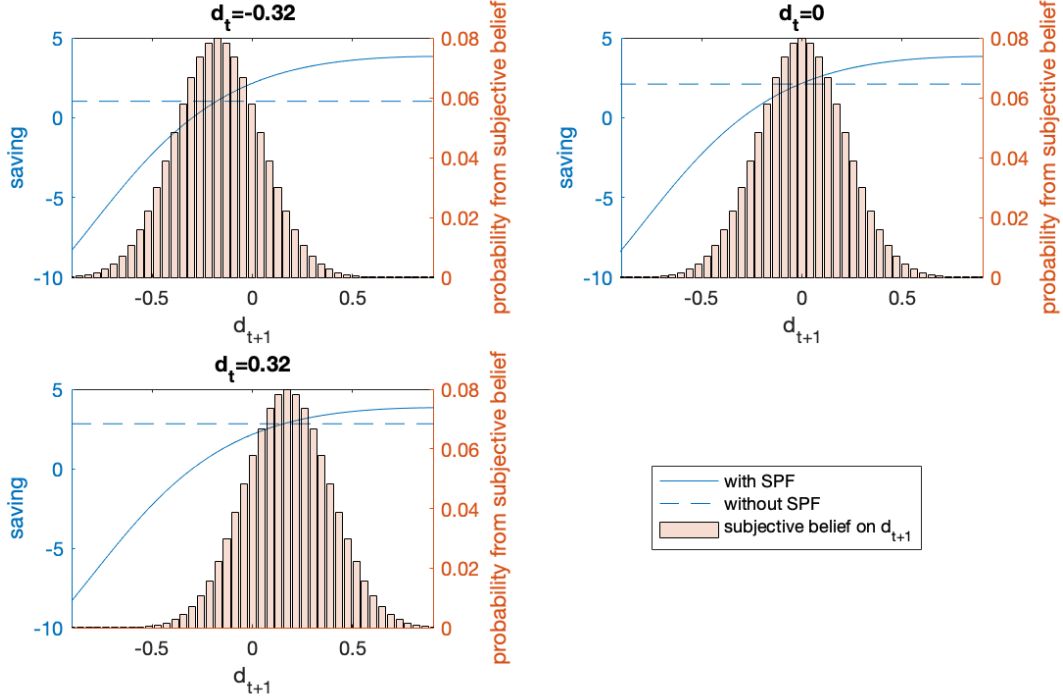 d_t=-0.32
5
0
-5
-10
saving
0.08
0.06
0.04
0.02
0
probability from subjective belief
-0.5
0
0.5
d_{t+1}
d_t=0
5
0
-5
-10
saving
0.08
0.06
0.04
0.02
0
probability from subjective belief
-0.5
0
0.5
d_{t+1}
d_t=0.32
5
0
-5
-10
saving
0.08
0.06
0.04
0.02
0
probability from subjective belief
-0.5
0
0.5
d_{t+1}
with SPF
without SPF
subjective belief on d_{t+1}